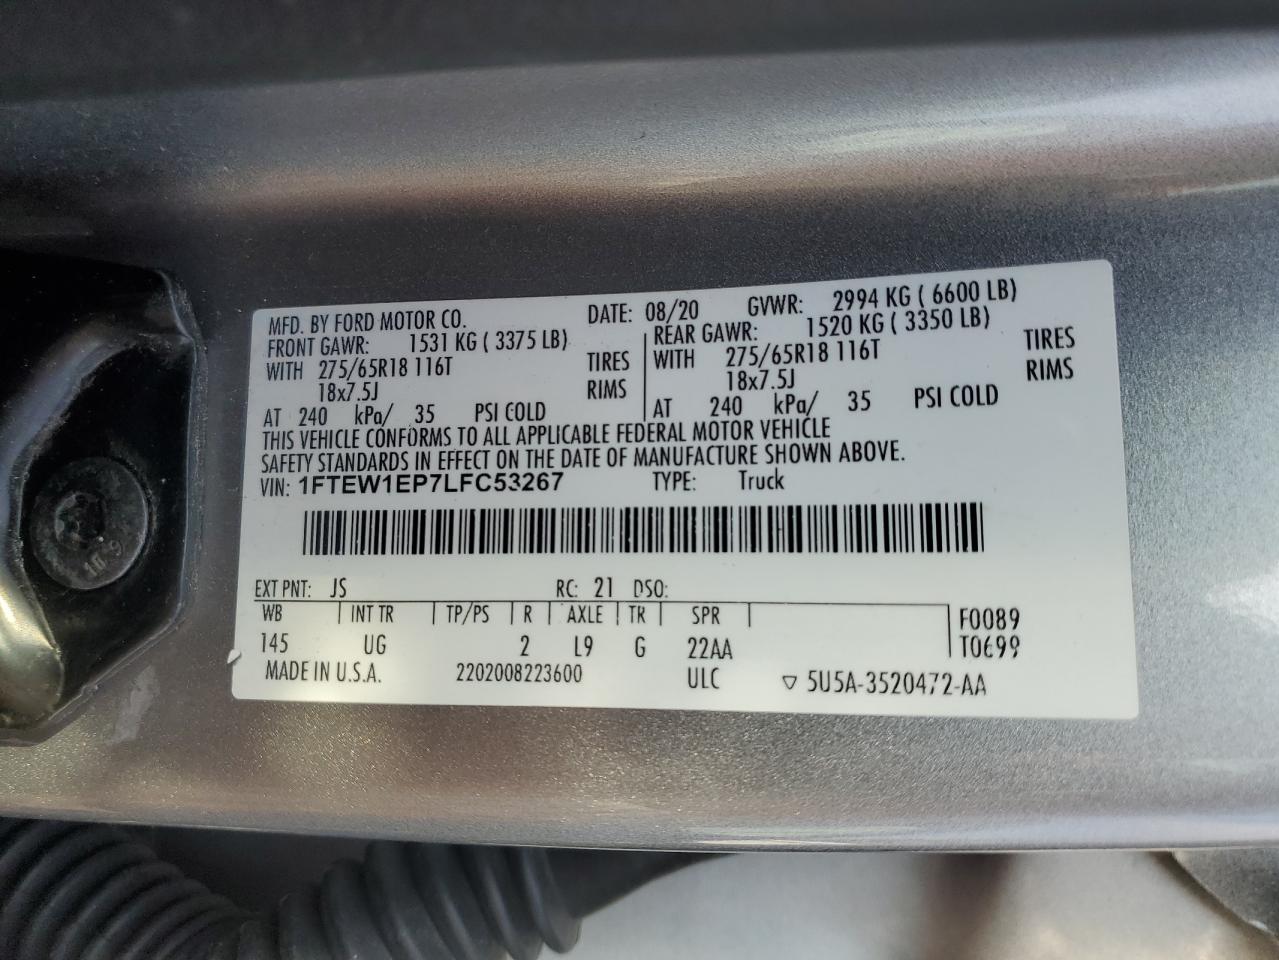 MFD. BY FORD MOTOR CO. DATE: 08/20 GVWR: 2994 KG ( 6600 LB)
FRONT GAWR: 1531 KG ( 3375 LB) REAR GAWR: 1520 KG ( 3350 LB)
WITH 275/65R18 116T TIRES WITH 275/65R18 116T TIRES
18x7.5J RIMS 18x7.5J RIMS
AT 240 kPa/ 35 PSI COLD AT 240 kPa/ 35 PSI COLD
THIS VEHICLE CONFORMS TO ALL APPLICABLE FEDERAL MOTOR VEHICLE
SAFETY STANDARDS IN EFFECT ON THE DATE OF MANUFACTURE SHOWN ABOVE.
VIN: 1FTEW1EP7LFC53267 TYPE: Truck
EXT PNT: JS RC: 21 DSO:
WB INT TR TP/PS R AXLE TR SPR F0089
145 UG 2 L9 G 22AA T0699
MADE IN U.S.A. 2202008223600 ULC ▽ 5U5A-3520472-AA
10.9